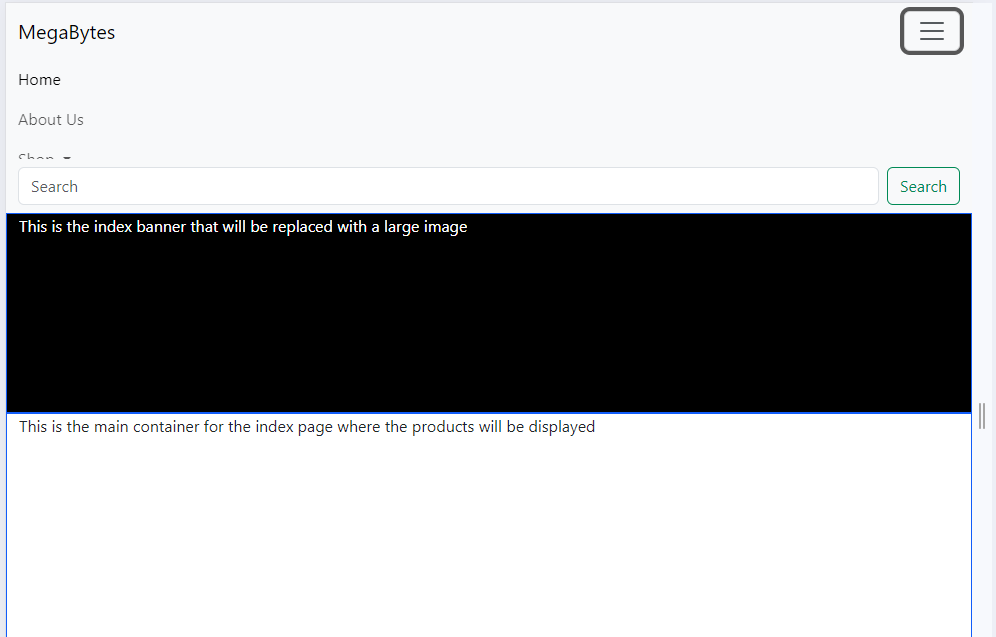 MegaBytes
Home
About Us
Shop
Search
Search
This is the index banner that will be replaced with a large image
This is the main container for the index page where the products will be displayed